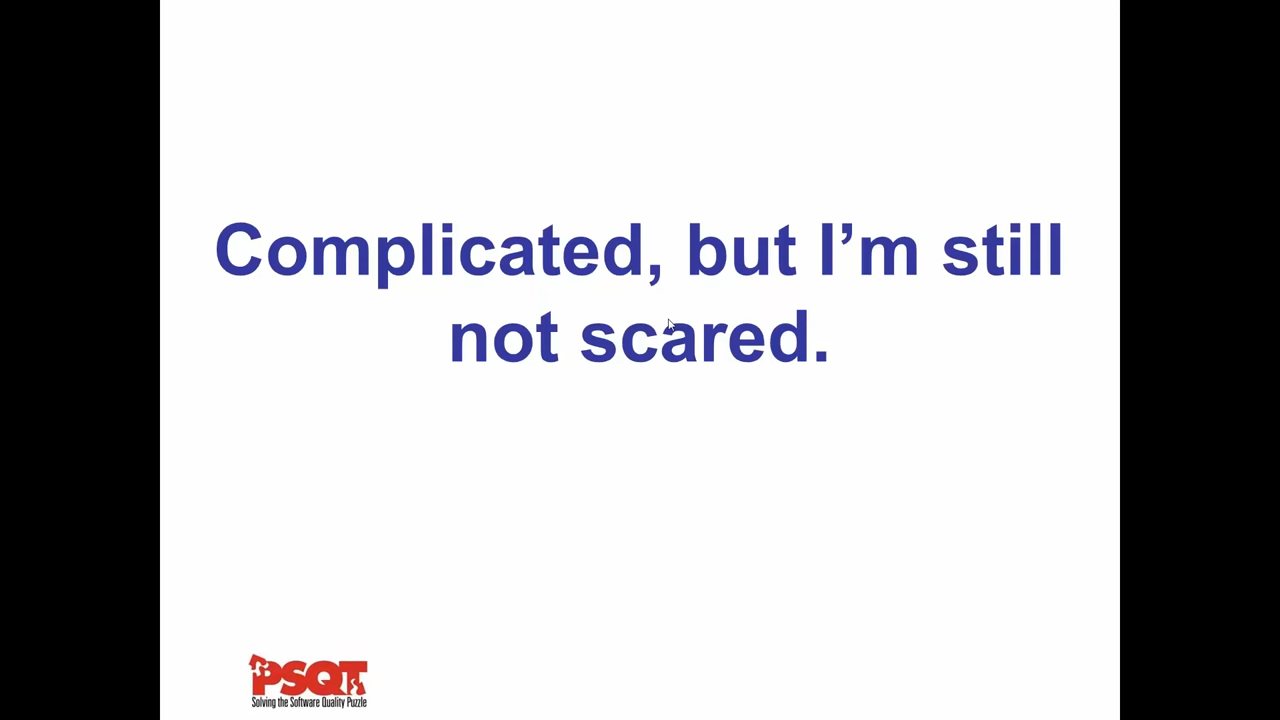 Complicated, but I’m still
not scared.
PSQT
Solving the Software Quality Puzzle